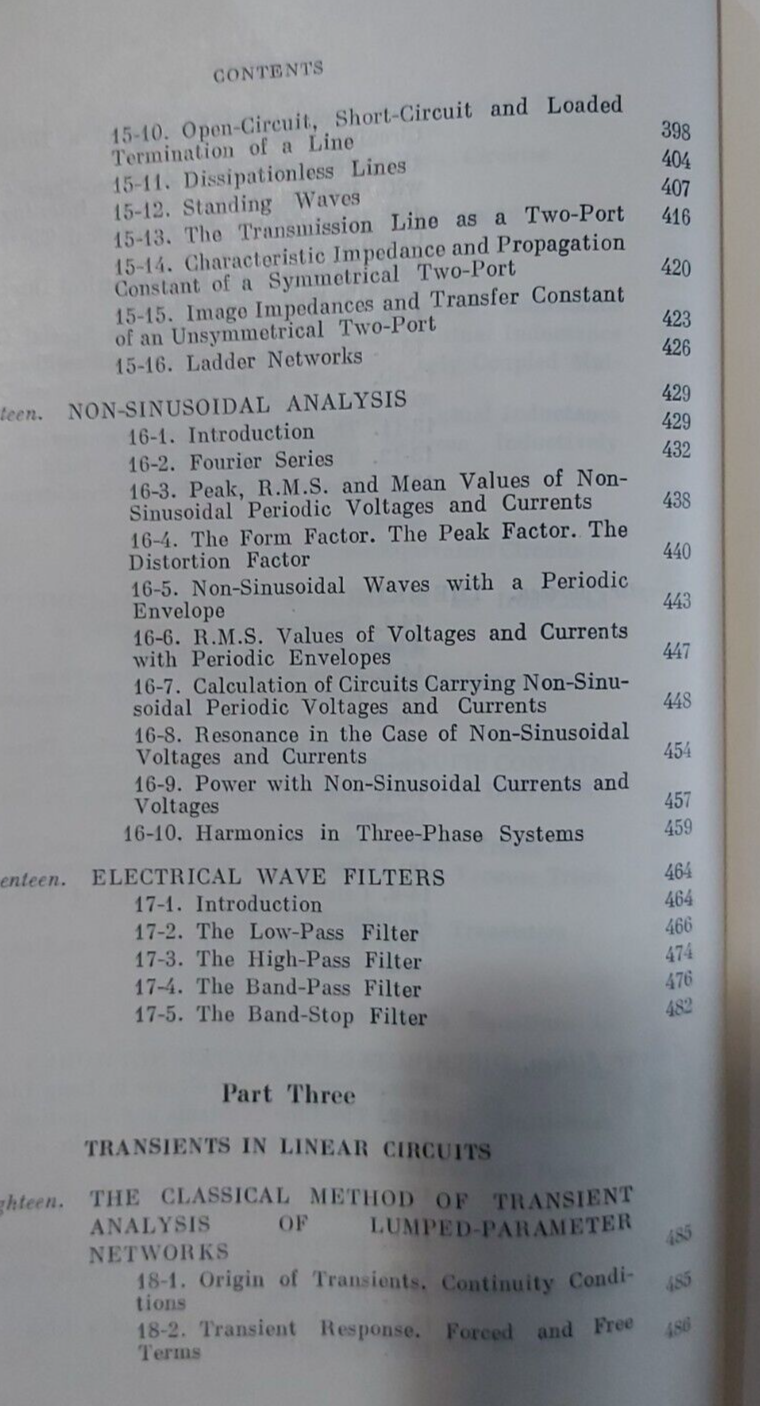 CONTENTS
15-10. Open-Circuit, Short-Circuit and Loaded
Termination of a Line 398
15-11. Dissipationless Lines 404
15-12. Standing Waves 407
15-13. The Transmission Line as a Two-Port 416
15-14. Characteristic Impedance and Propagation
Constant of a Symmetrical Two-Port 420
15-15. Image Impedances and Transfer Constant
of an Unsymmetrical Two-Port 423
15-16. Ladder Networks 426
teen. NON-SINUSOIDAL ANALYSIS 429
16-1. Introduction 429
16-2. Fourier Series 432
16-3. Peak, R.M.S. and Mean Values of Non-
Sinusoidal Periodic Voltages and Currents 438
16-4. The Form Factor. The Peak Factor. The
Distortion Factor 440
16-5. Non-Sinusoidal Waves with a Periodic
Envelope 443
16-6. R.M.S. Values of Voltages and Currents
with Periodic Envelopes 447
16-7. Calculation of Circuits Carrying Non-Sinu-
soidal Periodic Voltages and Currents 448
16-8. Resonance in the Case of Non-Sinusoidal
Voltages and Currents 454
16-9. Power with Non-Sinusoidal Currents and
Voltages 457
16-10. Harmonics in Three-Phase Systems 459
enteen. ELECTRICAL WAVE FILTERS 464
17-1. Introduction 464
17-2. The Low-Pass Filter 466
17-3. The High-Pass Filter 474
17-4. The Band-Pass Filter 476
17-5. The Band-Stop Filter 482
Part Three
TRANSIENTS IN LINEAR CIRCUITS
ghteen. THE CLASSICAL METHOD OF TRANSIENT
ANALYSIS OF LUMPED-PARAMETER
NETWORKS 485
18-1. Origin of Transients. Continuity Condi-
tions 485
18-2. Transient Response. Forced and Free
Terms 486